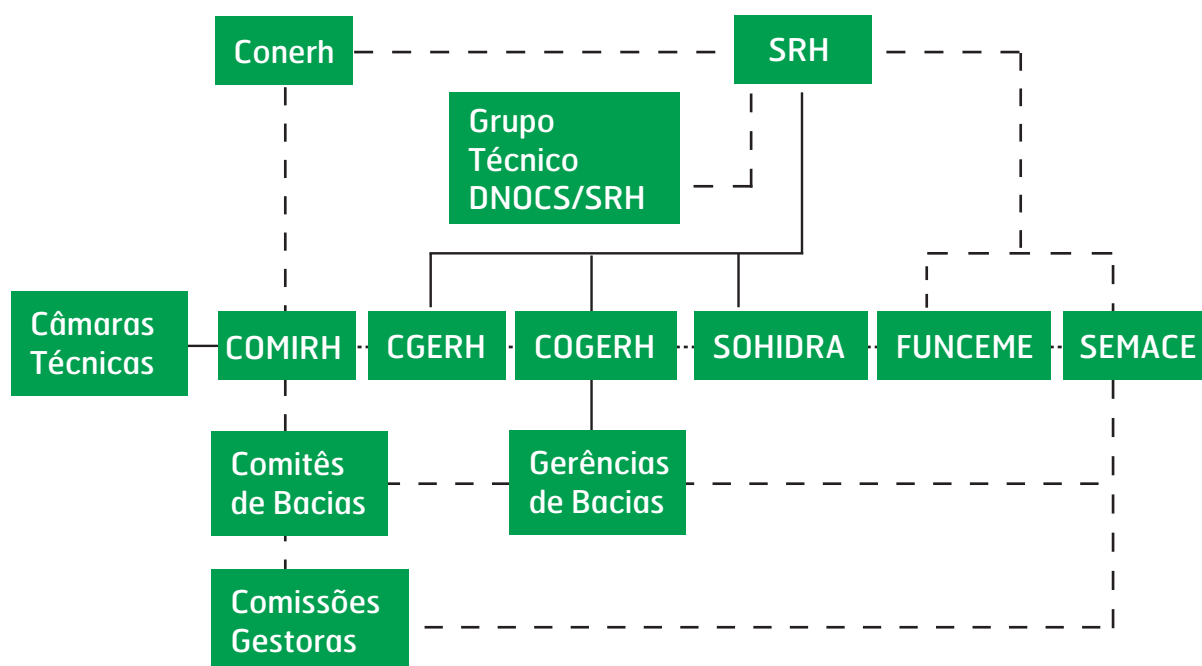 Conerh
SRH
Grupo
Técnico
DNOCS/SRH
Câmaras
Técnicas
COMIRH
CGERH
COGERH
SOHIDRA
FUNCEME
SEMACE
Comitês
de Bacias
Gerências
de Bacias
Comissões
Gestoras